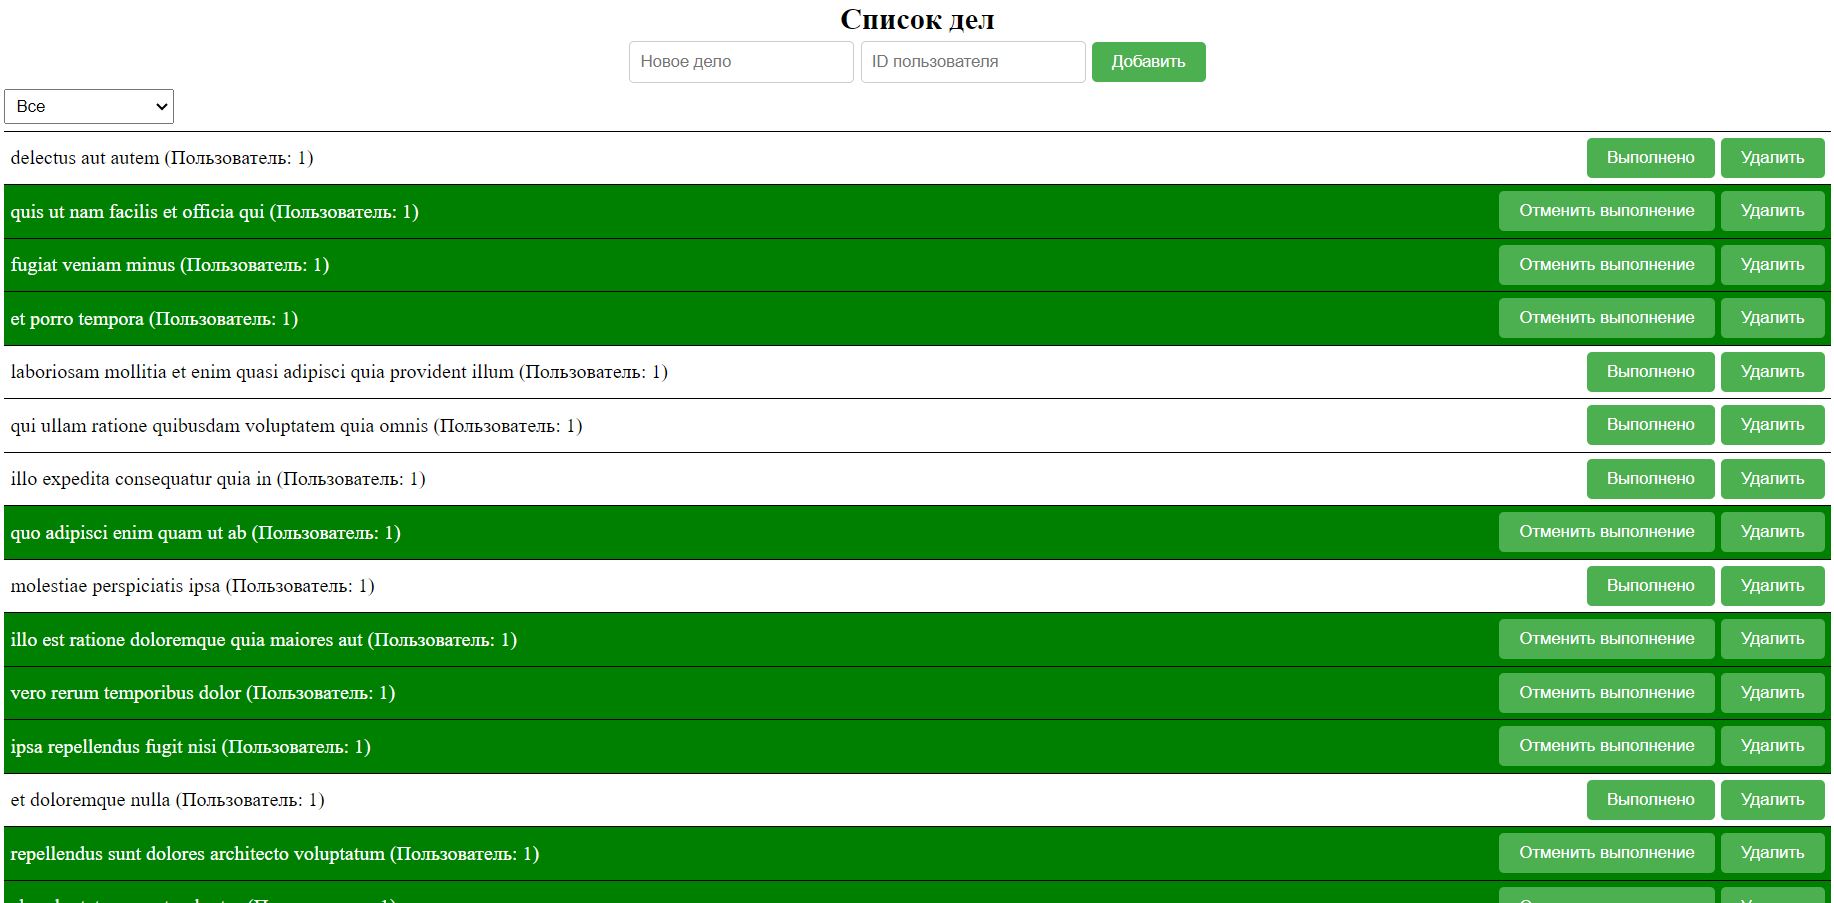 Список дел
Новое дело ID пользователя Добавить
Все
delectus aut autem (Пользователь: 1) Выполнено Удалить
quis ut nam facilis et officia qui (Пользователь: 1) Отменить выполнение Удалить
fugiat veniam minus (Пользователь: 1) Отменить выполнение Удалить
et porro tempora (Пользователь: 1) Отменить выполнение Удалить
laboriosam mollitia et enim quasi adipisci quia provident illum (Пользователь: 1) Выполнено Удалить
qui ullam ratione quibusdam voluptatem quia omnis (Пользователь: 1) Выполнено Удалить
illo expedita consequatur quia in (Пользователь: 1) Выполнено Удалить
quo adipisci enim quam ut ab (Пользователь: 1) Отменить выполнение Удалить
molestiae perspiciatis ipsa (Пользователь: 1) Выполнено Удалить
illo est ratione doloremque quia maiores aut (Пользователь: 1) Отменить выполнение Удалить
vero rerum temporibus dolor (Пользователь: 1) Отменить выполнение Удалить
ipsa repellendus fugit nisi (Пользователь: 1) Отменить выполнение Удалить
et doloremque nulla (Пользователь: 1) Выполнено Удалить
repellendus sunt dolores architecto voluptatum (Пользователь: 1) Отменить выполнение Удалить